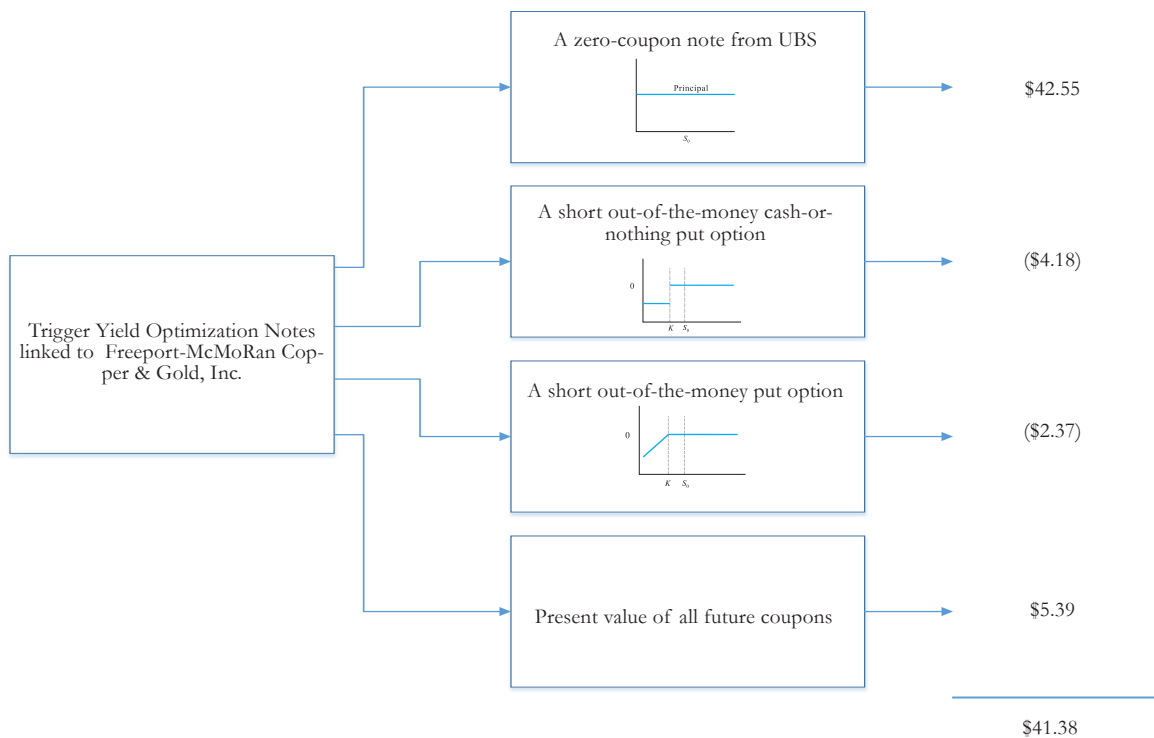 A zero-coupon note from UBS
Principal
S₀
$42.55
A short out-of-the-money cash-or-
nothing put option
0
K
S₀
($4.18)
Trigger Yield Optimization Notes
linked to Freeport-McMoRan Cop-
per & Gold, Inc.
A short out-of-the-money put option
0
K
S₀
($2.37)
Present value of all future coupons
$5.39
$41.38